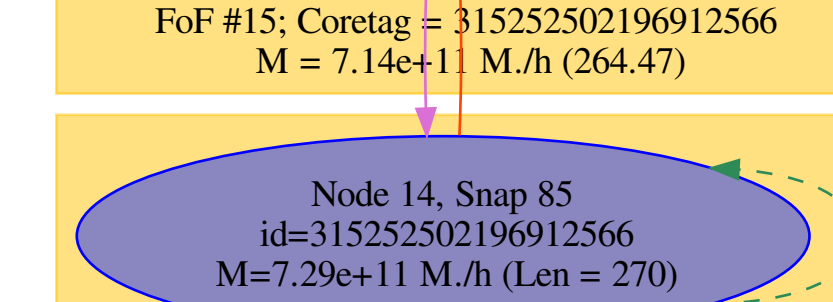 FoF #15; Coretag = 315252502196912566
M = 7.14e+11 M./h (264.47)
Node 14, Snap 85
id=315252502196912566
M=7.29e+11 M./h (Len = 270)